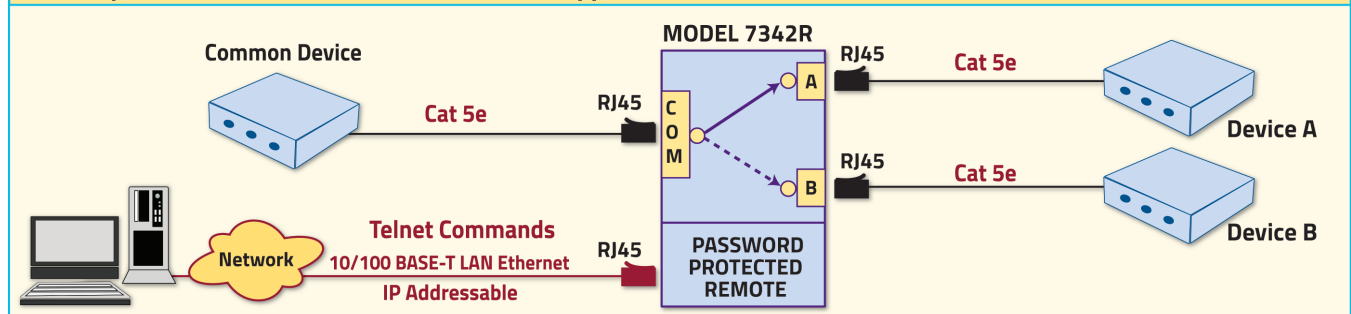 MODEL 7342R
Common Device
Cat 5e
RJ45
COM
A
RJ45
Cat 5e
Device A
B
RJ45
Cat 5e
Device B
Network
Telnet Commands
10/100 BASE-T LAN Ethernet
IP Addressable
RJ45
PASSWORD
PROTECTED
REMOTE